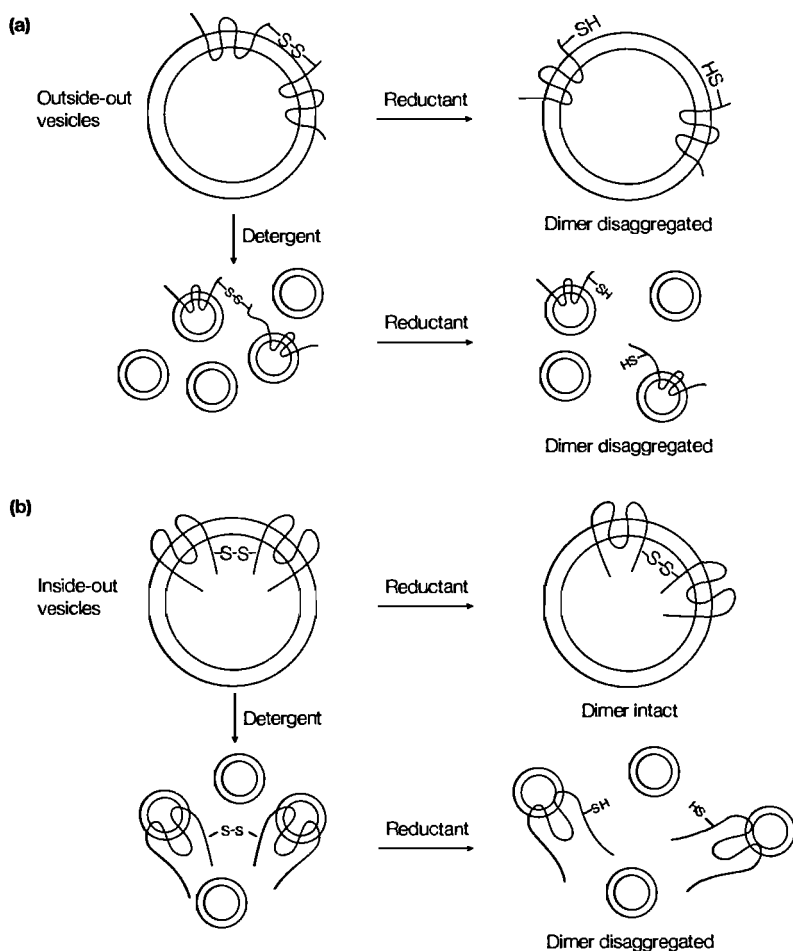 (a)
S-S
Outside-out
vesicles
Reductant
SH
HS
Dimer disaggregated
Detergent
S-S
Reductant
SH
HS
Dimer disaggregated
(b)
S-S
Inside-out
vesicles
Reductant
S-S
Dimer intact
Detergent
S-S
Reductant
SH
HS
Dimer disaggregated